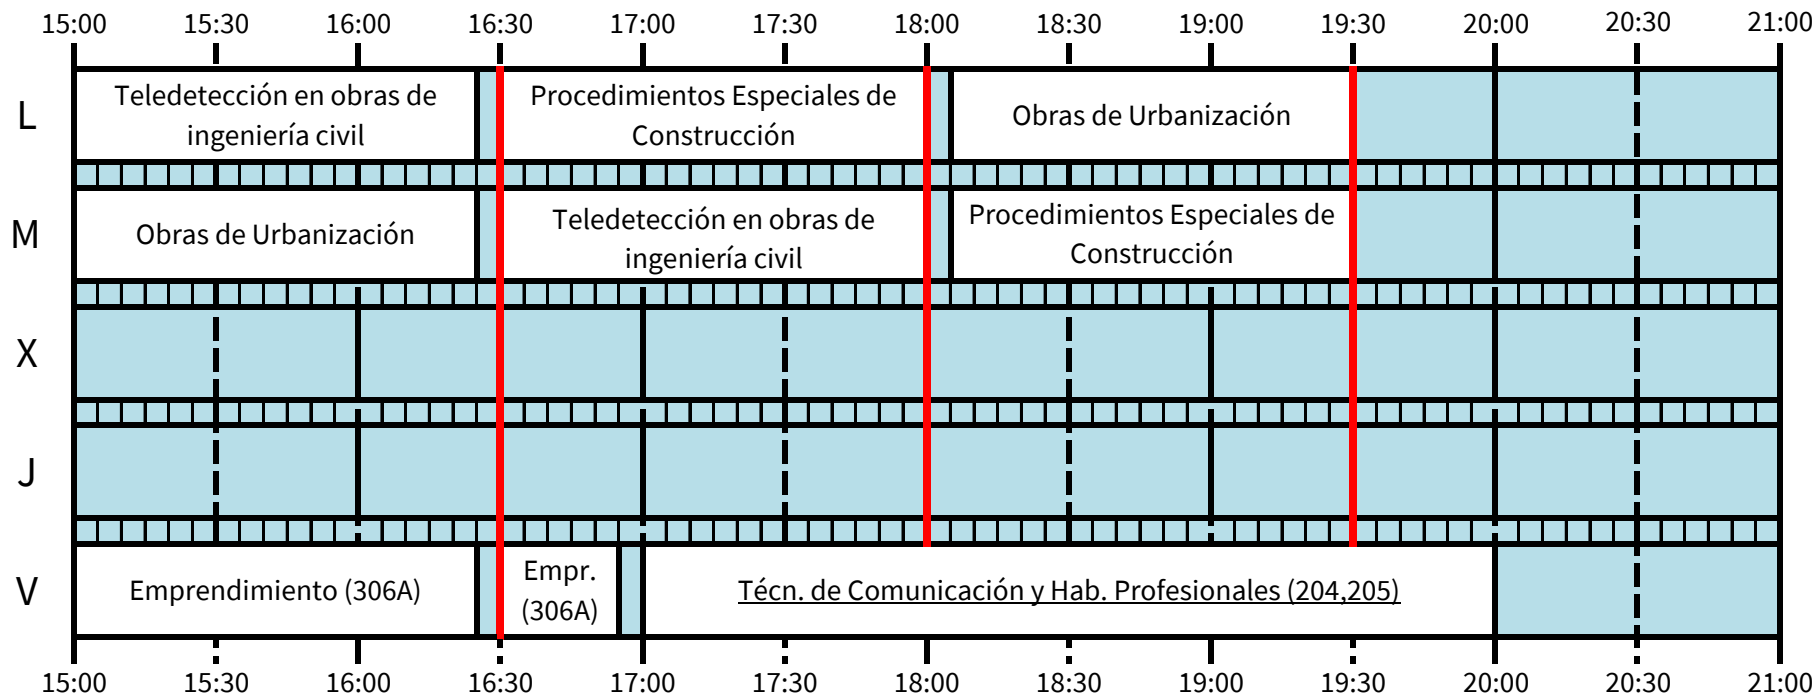 15:00 15:30 16:00 16:30 17:00 17:30 18:00 18:30 19:00 19:30 20:00 20:30 21:00
L
Teledetección en obras de
ingeniería civil
Procedimientos Especiales de
Construcción
Obras de Urbanización
M
Obras de Urbanización
Teledetección en obras de
ingeniería civil
Procedimientos Especiales de
Construcción
X
J
V
Emprendimiento (306A)
Empr.
(306A)
Técn. de Comunicación y Hab. Profesionales (204,205)
15:00 15:30 16:00 16:30 17:00 17:30 18:00 18:30 19:00 19:30 20:00 20:30 21:00